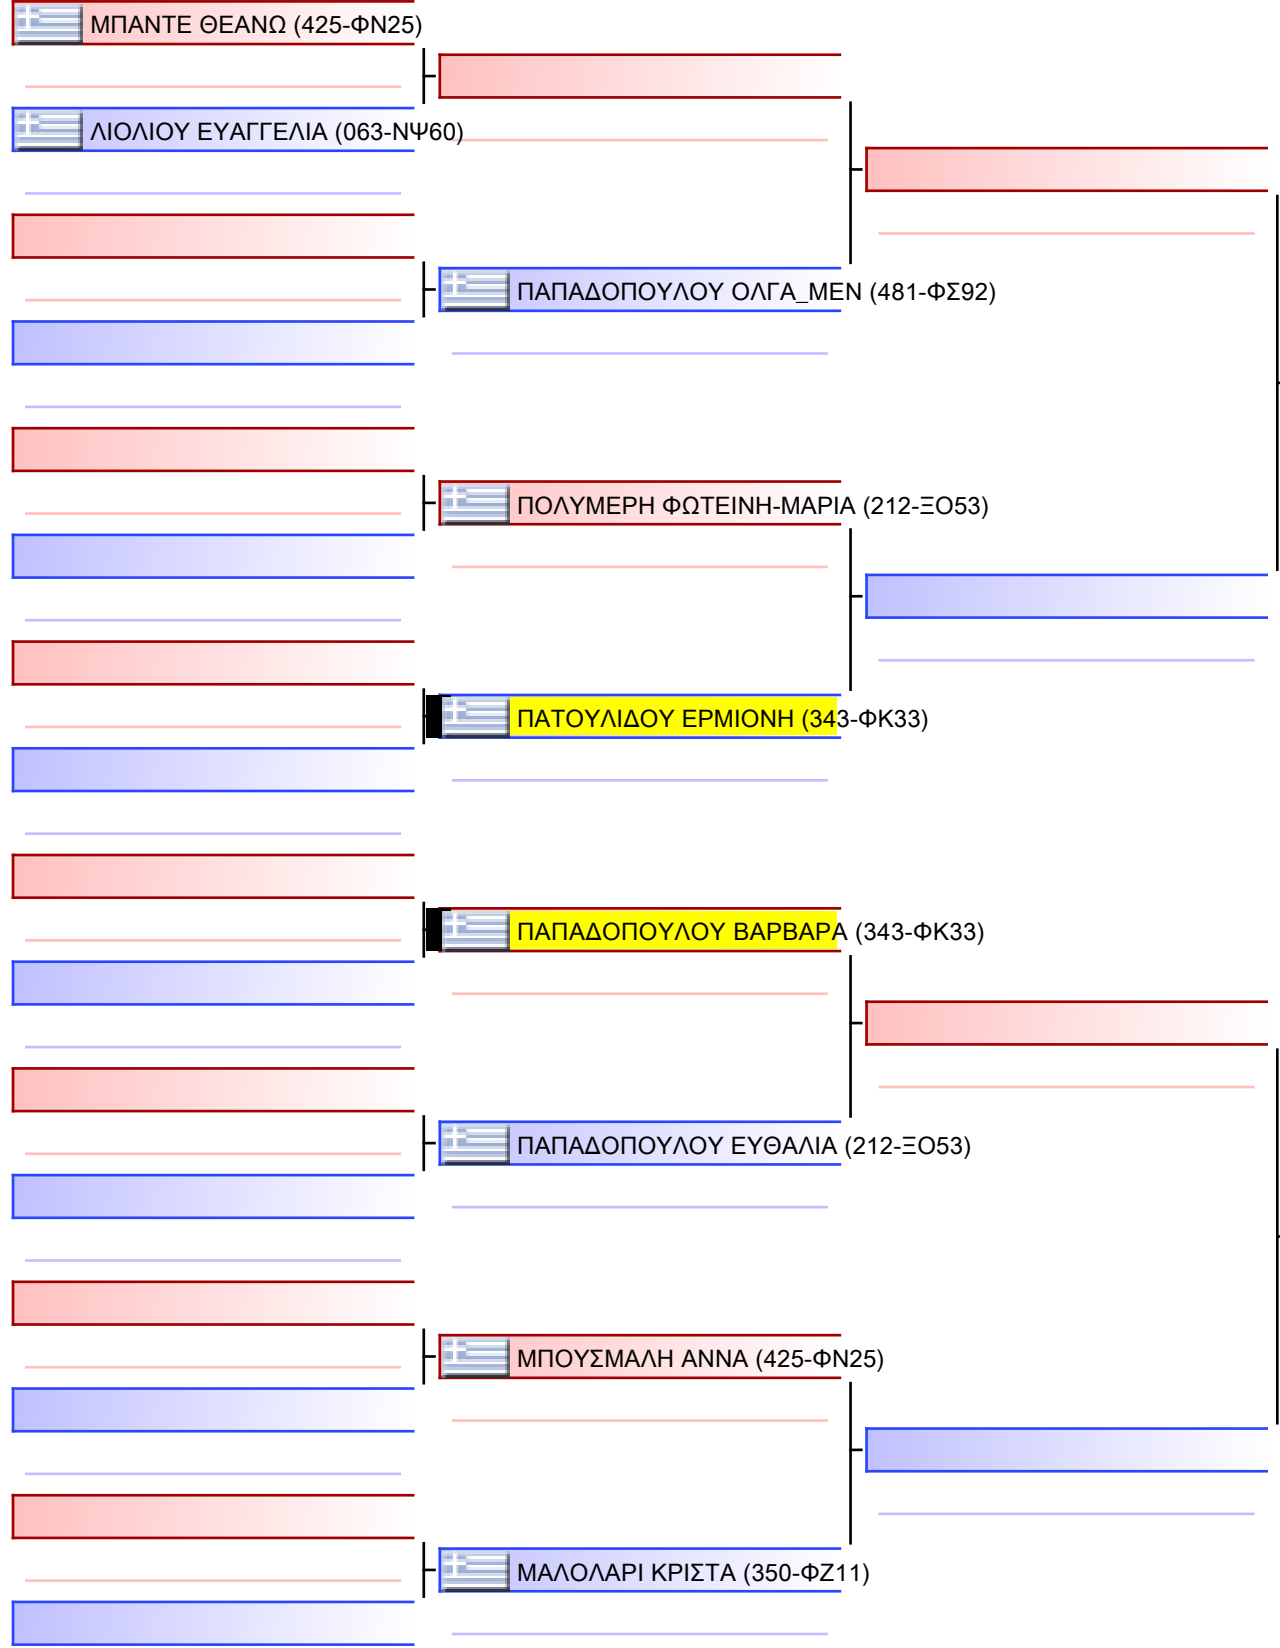 ΜΠΑΝΤΕ ΘΕΑΝΩ (425-ΦΝ25)
ΛΙΟΛΙΟΥ ΕΥΑΓΓΕΛΙΑ (063-ΝΨ60)
ΠΑΠΑΔΟΠΟΥΛΟΥ ΟΛΓΑ_ΜΕΝ (481-ΦΣ92)
ΠΟΛΥΜΕΡΗ ΦΩΤΕΙΝΗ-ΜΑΡΙΑ (212-ΞΟ53)
ΠΑΤΟΥΛΙΔΟΥ ΕΡΜΙΟΝΗ (343-ΦΚ33)
ΠΑΠΑΔΟΠΟΥΛΟΥ ΒΑΡΒΑΡΑ (343-ΦΚ33)
ΠΑΠΑΔΟΠΟΥΛΟΥ ΕΥΘΑΛΙΑ (212-ΞΟ53)
ΜΠΟΥΣΜΑΛΗ ΑΝΝΑ (425-ΦΝ25)
ΜΑΛΟΛΑΡΙ ΚΡΙΣΤΑ (350-ΦΖ11)